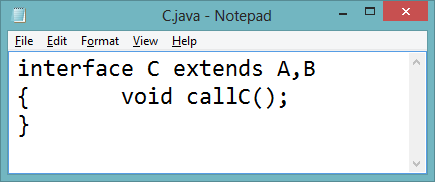 C.java - Notepad
File Edit Format View Help
interface C extends A,B
{       void callC();
}